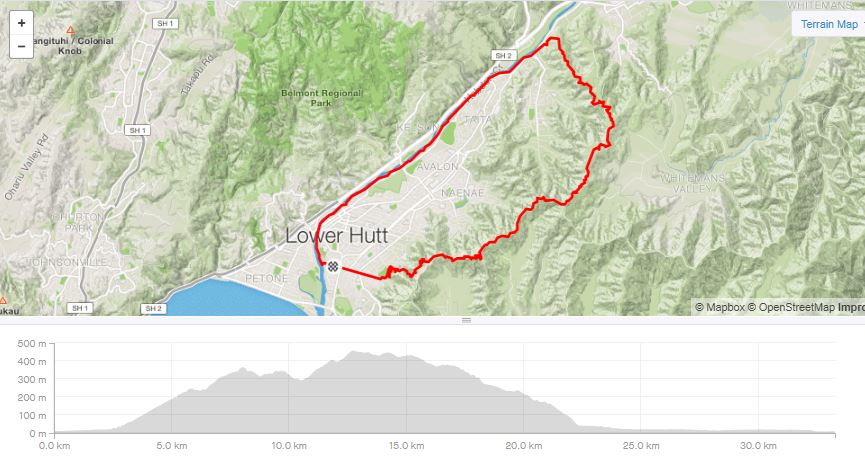 +
−
SH 1
WHITEMANS
Terrain Map
angituhi / Colonial
Knob
SH 2
Takapu Rd
Belmont Regional
Park
SH 1
KELSON
TAITA
Ohariu Valley Rd
AVALON
NAENAE
WHITEMANS
VALLEY
CHURTON
PARK
Lower Hutt
JOHNSONVILLE
PETONE
ukau
SH 1
SH 2
© Mapbox © OpenStreetMap Impro
500 m
400 m
300 m
200 m
100 m
0 m
0.0 km
5.0 km
10.0 km
15.0 km
20.0 km
25.0 km
30.0 km